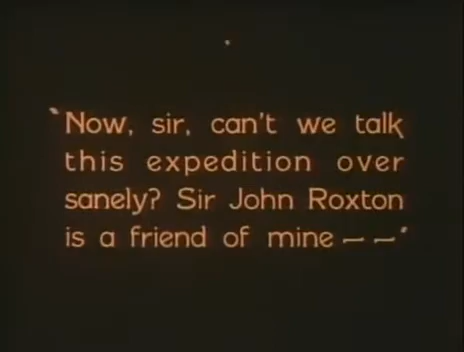 "Now, sir, can't we talk
this expedition over
sanely? Sir John Roxton
is a friend of mine — —"